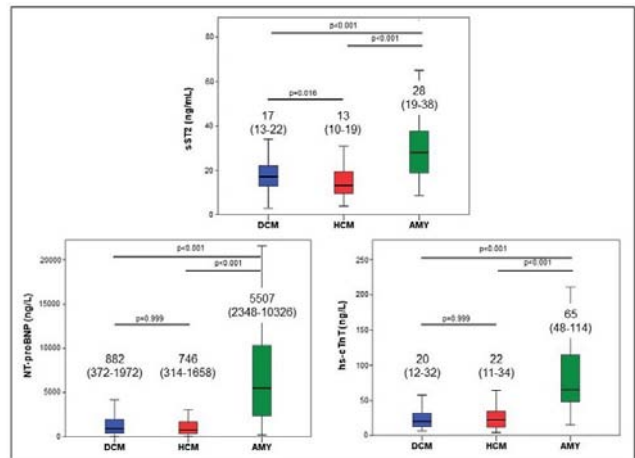 p<0.001
p<0.001
p=0.016
28
(19-38)
17
(13-22)
13
(10-19)
sST2 (ng/mL)
80
60
40
20
0
DCM HCM AMY
p<0.001
p<0.001
p=0.999
5507
(2348-10326)
882
(372-1972)
746
(314-1658)
NT-proBNP (ng/L)
20000
15000
10000
5000
0
DCM HCM AMY
p<0.001
p<0.001
p=0.999
65
(48-114)
20
(12-32)
22
(11-34)
hs-cTnT (ng/L)
250
200
150
100
50
0
DCM HCM AMY